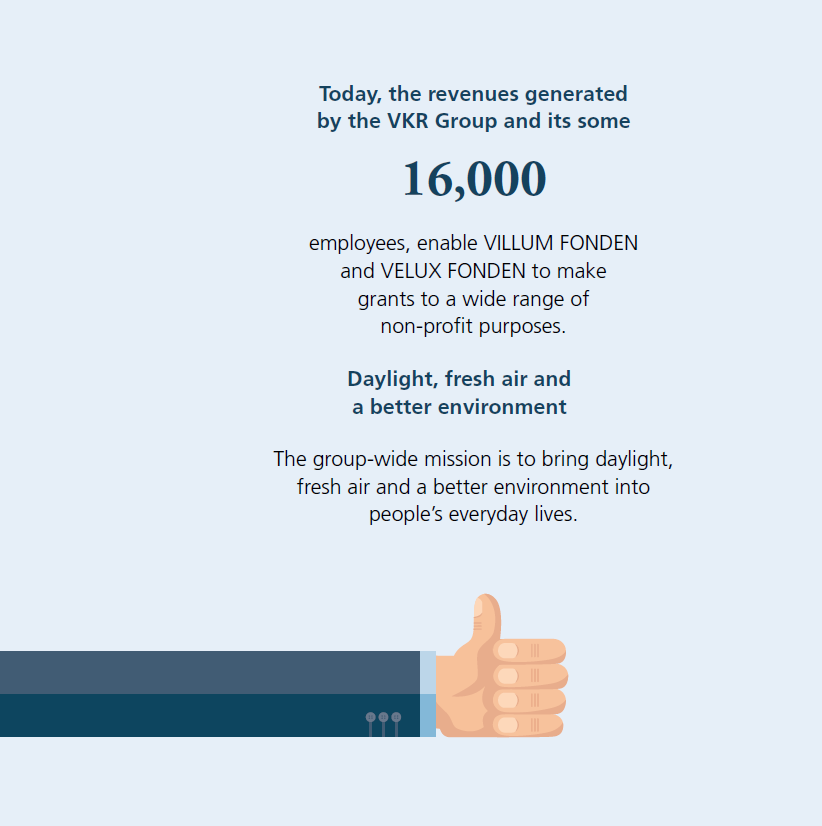 Today, the revenues generated
by the VKR Group and its some
16,000
employees, enable VILLUM FONDEN
and VELUX FONDEN to make
grants to a wide range of
non-profit purposes.
Daylight, fresh air and
a better environment
The group-wide mission is to bring daylight,
fresh air and a better environment into
people’s everyday lives.